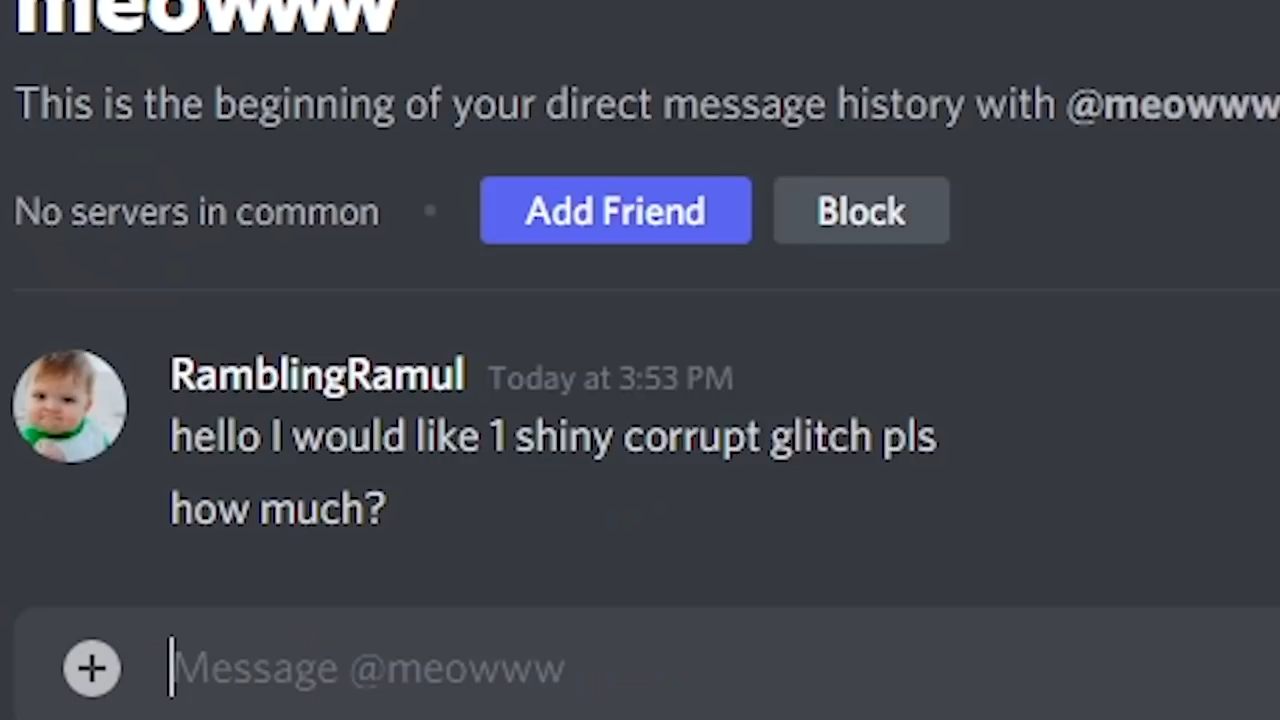 meowww
This is the beginning of your direct message history with @meowww
No servers in common • Add Friend Block
RamblingRamul Today at 3:53 PM
hello I would like 1 shiny corrupt glitch pls
how much?
Message @meowww